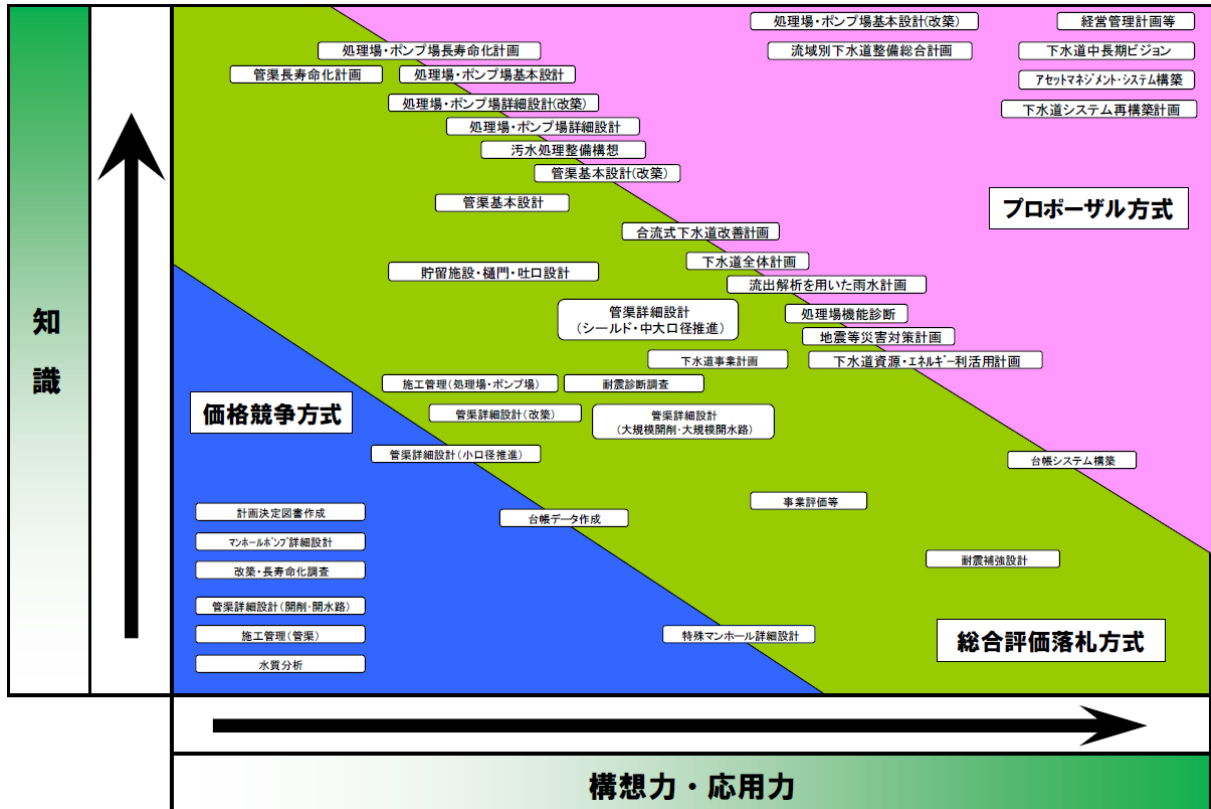 処理場・ポンプ場基本設計(改築)
経営管理計画等
処理場・ポンプ場長寿命化計画
流域別下水道整備総合計画
下水道中長期ビジョン
管渠長寿命化計画
処理場・ポンプ場基本設計
アセットマネジメント・システム構築
処理場・ポンプ場詳細設計(改築)
下水道システム再構築計画
処理場・ポンプ場詳細設計
汚水処理整備構想
管渠基本設計(改築)
管渠基本設計
プロポーザル方式
合流式下水道改善計画
下水道全体計画
貯留施設・樋門・吐口設計
流出解析を用いた雨水計画
管渠詳細設計
(シールド・中大口径推進)
処理場機能診断
地震等災害対策計画
知
識
下水道事業計画
下水道資源・エネルギー利活用計画
施工管理(処理場・ポンプ場)
耐震診断調査
価格競争方式
管渠詳細設計(改築)
管渠詳細設計
(大規模開削・大規模開水路)
管渠詳細設計(小口径推進)
台帳システム構築
事業評価等
計画決定図書作成
台帳データ作成
マンホールポンプ詳細設計
耐震補強設計
改築・長寿命化調査
管渠詳細設計(開削・開水路)
施工管理(管渠)
特殊マンホール詳細設計
総合評価落札方式
水質分析
構想力・応用力